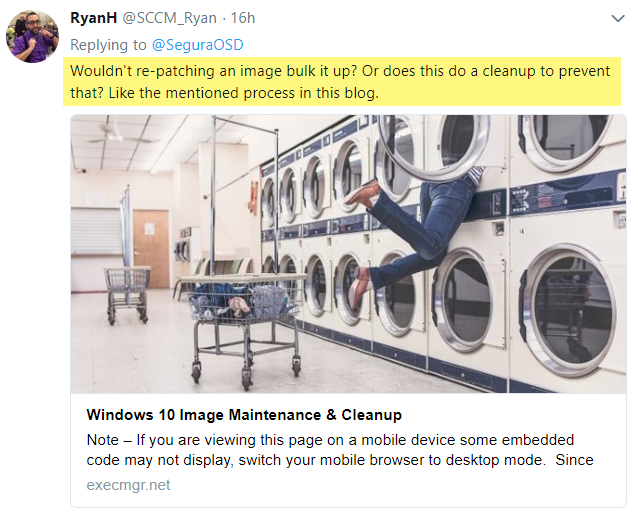 RyanH @SCCM_Ryan · 16h
Replying to @SeguraOSD
Wouldn't re-patching an image bulk it up? Or does this do a cleanup to prevent
that? Like the mentioned process in this blog.
Windows 10 Image Maintenance & Cleanup
Note – If you are viewing this page on a mobile device some embedded
code may not display, switch your mobile browser to desktop mode.  Since
execmgr.net